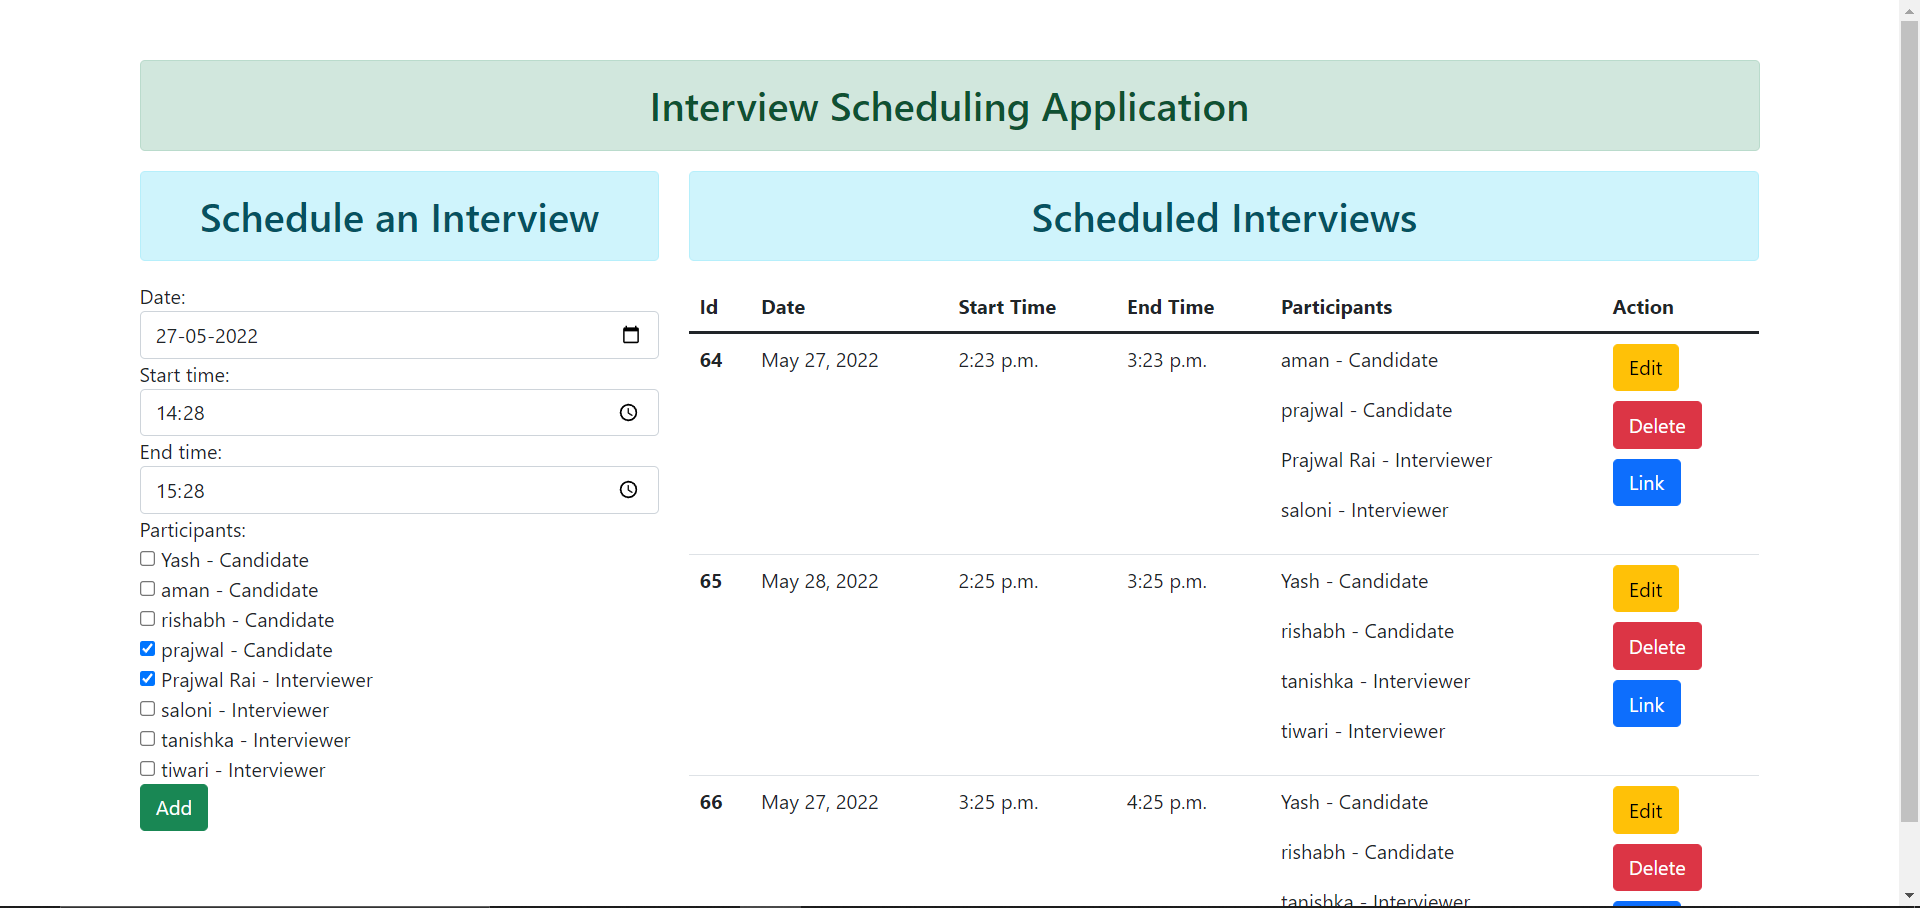 Interview Scheduling Application
Schedule an Interview
Date:
27-05-2022
Start time:
14:28
End time:
15:28
Participants:
Yash - Candidate
aman - Candidate
rishabh - Candidate
prajwal - Candidate
Prajwal Rai - Interviewer
saloni - Interviewer
tanishka - Interviewer
tiwari - Interviewer
Add
Scheduled Interviews
Id Date Start Time End Time Participants Action
64 May 27, 2022 2:23 p.m. 3:23 p.m. aman - Candidate Edit
prajwal - Candidate
Delete
Prajwal Rai - Interviewer
Link
saloni - Interviewer
65 May 28, 2022 2:25 p.m. 3:25 p.m. Yash - Candidate Edit
rishabh - Candidate
Delete
tanishka - Interviewer
Link
tiwari - Interviewer
66 May 27, 2022 3:25 p.m. 4:25 p.m. Yash - Candidate Edit
rishabh - Candidate
Delete
tanishka - Interviewer